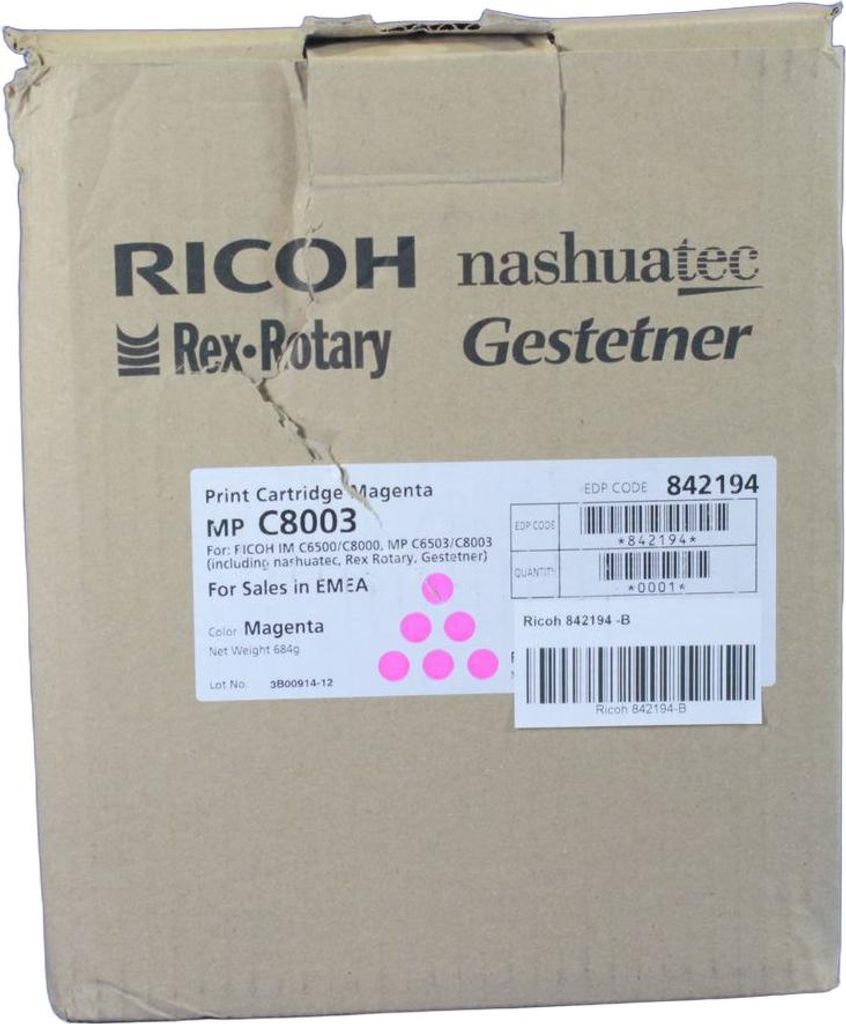 RICOH nashuatec
Rex-Rotary Gestetner
Print Cartridge Magenta
EDP CODE 842194
MP C8003
For: RICOH IM C6500/C8000, MP C6503/C8003
(including nashuatec, Rex Rotary, Gestetner)
For Sales in EMEA
Color Magenta
Net Weight 684g
Lot No. 3B00914-12
EDP CODE
*842194*
QUANTITY
*0001*
Ricoh 842194 -B
Ricoh 842194-B